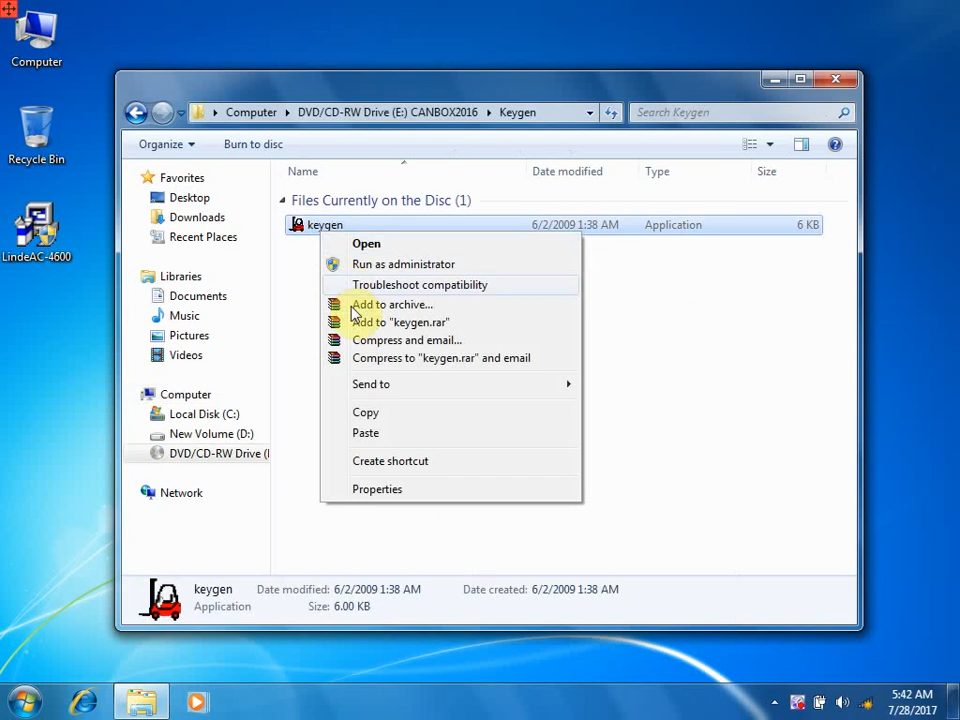 Computer
Recycle Bin
LindeAC-4600
Computer DVD/CD-RW Drive (E:) CANBOX2016 Keygen
Search Keygen
Organize Burn to disc
Favorites
Desktop
Downloads
Recent Places
Libraries
Documents
Music
Pictures
Videos
Computer
Local Disk (C:)
New Volume (D:)
DVD/CD-RW Drive (
Network
Name Date modified Type Size
Files Currently on the Disc (1)
keygen 6/2/2009 1:38 AM Application 6 KB
Open
Run as administrator
Troubleshoot compatibility
Add to archive...
Add to "keygen.rar"
Compress and email...
Compress to "keygen.rar" and email
Send to
Copy
Paste
Create shortcut
Properties
keygen Date modified: 6/2/2009 1:38 AM Date created: 6/2/2009 1:38 AM
Application Size: 6.00 KB
5:42 AM
7/28/2017